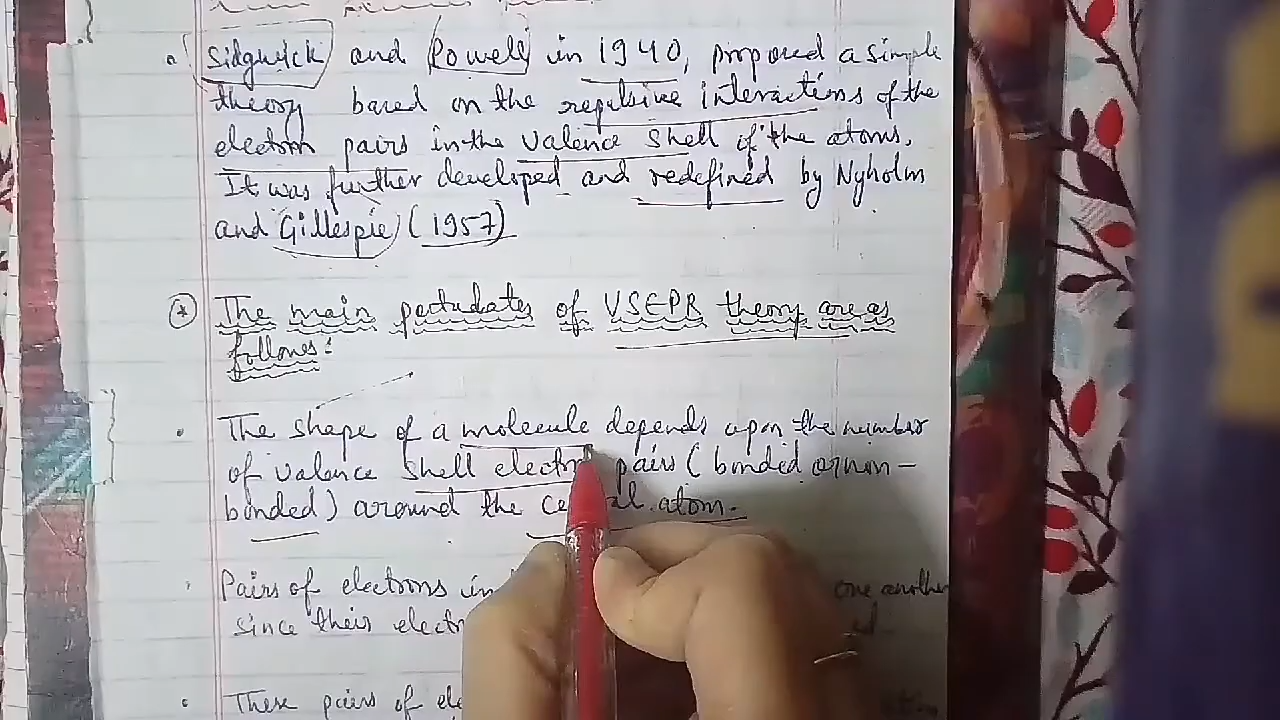 Sidgwick and Powell in 1940, proposed a simple
theory based on the repulsive interactions of the
electron pairs in the valence shell of the atoms.
It was further developed and redefined by Nyholm
and Gillespie (1957)
The main postulates of VSEPR theory are as
follows:
The shape of a molecule depends upon the number
of valence shell electron pairs (bonded or non-
bonded) around the central atom.
Pairs of electrons in one another
since their
These pairs of